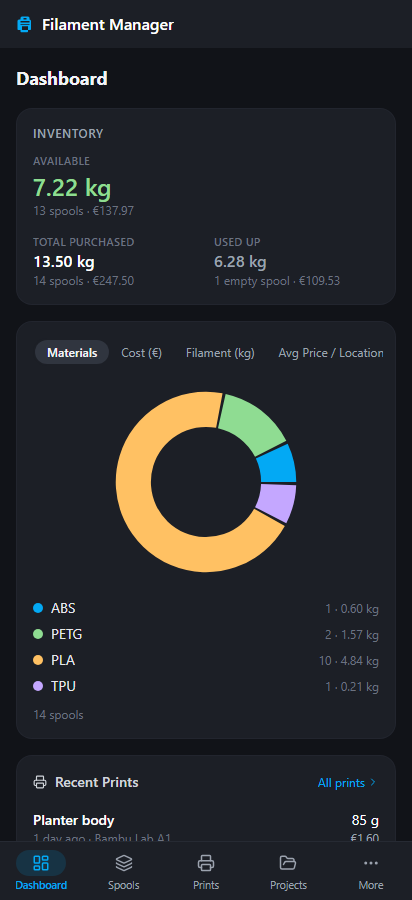 Filament Manager
Dashboard
INVENTORY
AVAILABLE
7.22 kg
13 spools · €137.97
TOTAL PURCHASED
13.50 kg
14 spools · €247.50
USED UP
6.28 kg
1 empty spool · €109.53
Materials Cost (€) Filament (kg) Avg Price / Location
ABS 1 · 0.60 kg
PETG 2 · 1.57 kg
PLA 10 · 4.84 kg
TPU 1 · 0.21 kg
14 spools
Recent Prints All prints
Planter body 85 g
1 day ago · Bambu Lab A1 €1.60
Dashboard Spools Prints Projects More